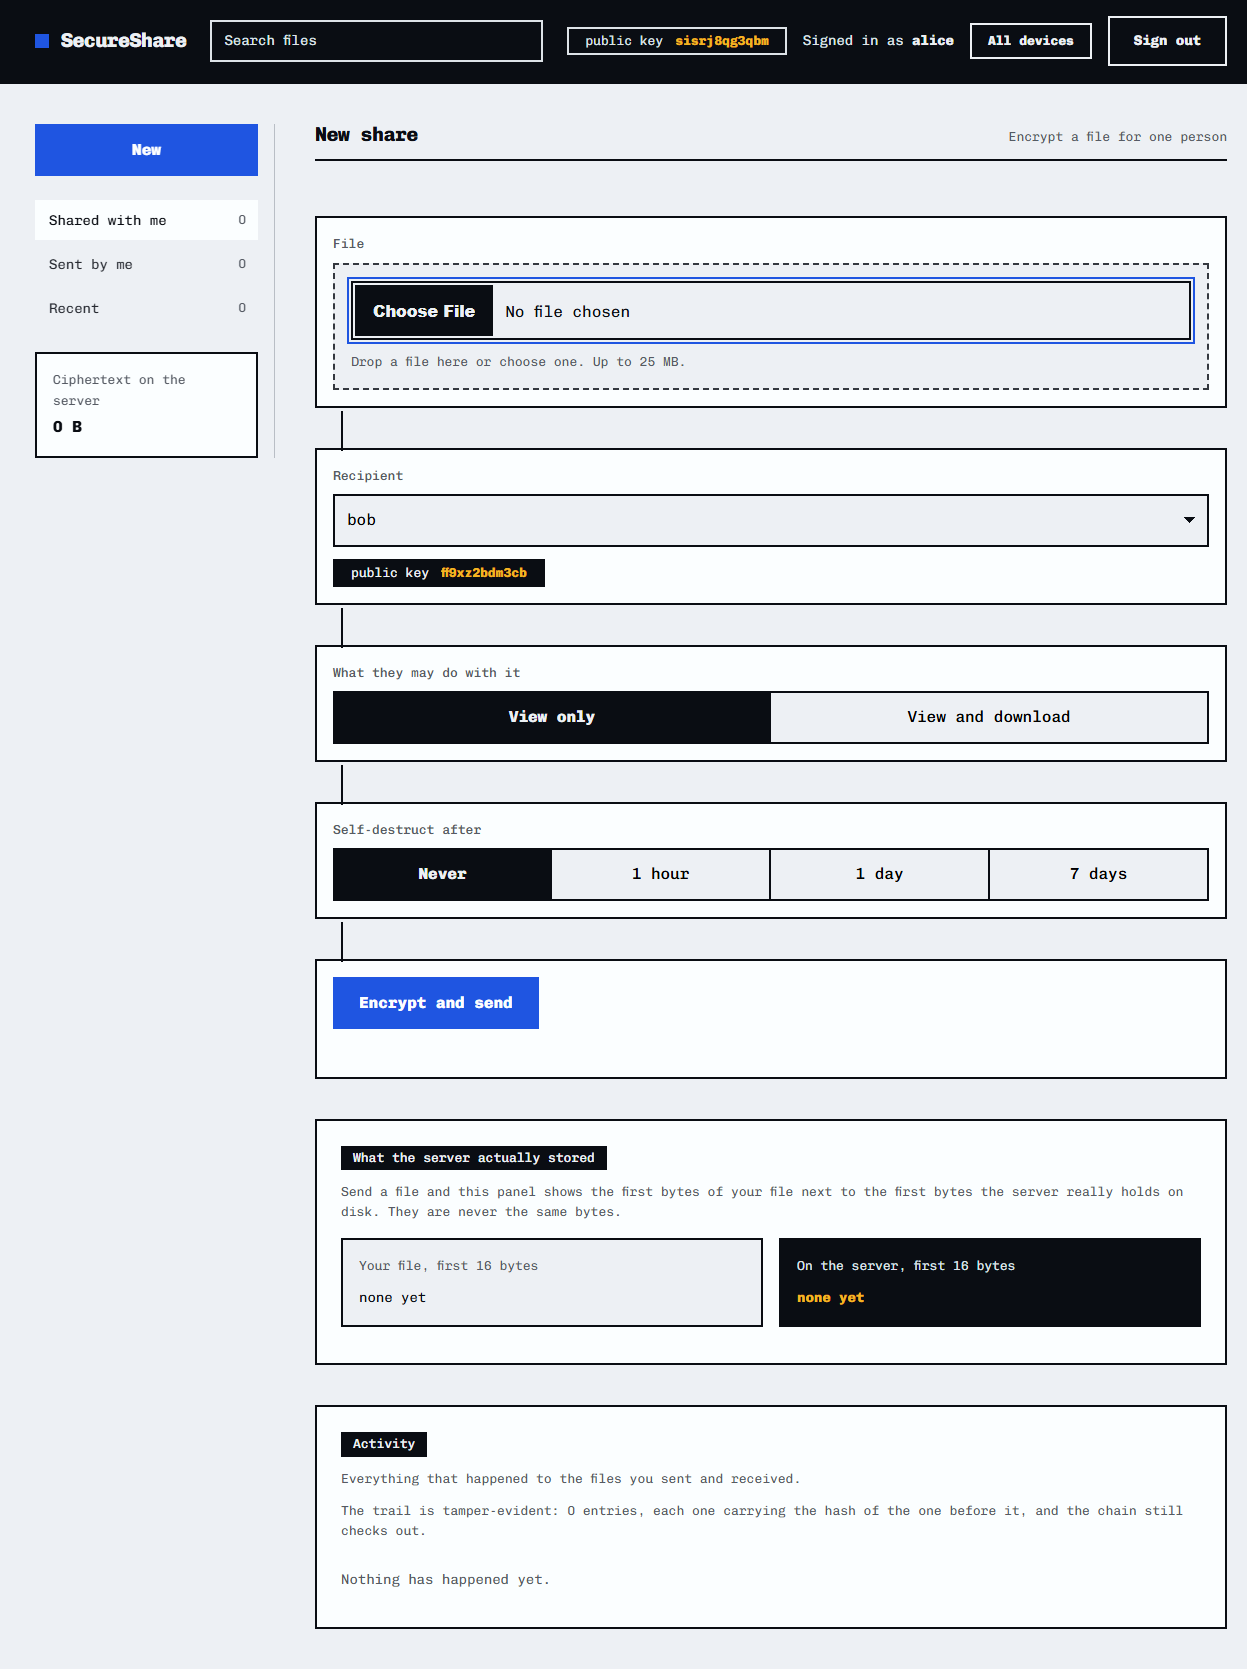 SecureShare
Search files
public key sisrj8qg3qbm
Signed in as alice
All devices
Sign out
New
Shared with me 0
Sent by me 0
Recent 0
Ciphertext on the
server
0 B
New share
Encrypt a file for one person
File
Choose File No file chosen
Drop a file here or choose one. Up to 25 MB.
Recipient
bob
public key ff9xz2bdm3cb
What they may do with it
View only
View and download
Self-destruct after
Never
1 hour
1 day
7 days
Encrypt and send
What the server actually stored
Send a file and this panel shows the first bytes of your file next to the first bytes the server really holds on
disk. They are never the same bytes.
Your file, first 16 bytes
none yet
On the server, first 16 bytes
none yet
Activity
Everything that happened to the files you sent and received.
The trail is tamper-evident: 0 entries, each one carrying the hash of the one before it, and the chain still
checks out.
Nothing has happened yet.